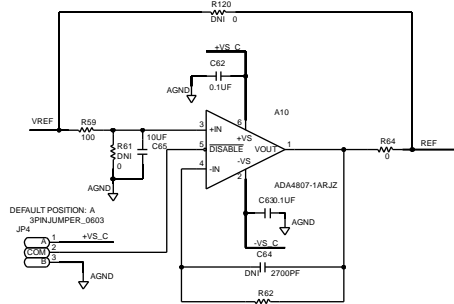 R120
DNI 0
+VS_C
C62
0.1UF
AGND
A10
VREF
R59
100
10UF
C65
R61
DNI
0
AGND
3 +IN
5 DISABLE
4 -IN
6
+VS
VOUT 1
-VS
2
R64
0
REF
ADA4807-1ARJZ
C63 0.1UF
AGND
-VS_C
C64
DNI 2700PF
R62
0
DEFAULT POSITION: A
3PINJUMPER_0603
JP4
A 1 +VS_C
COM 2
B 3
AGND